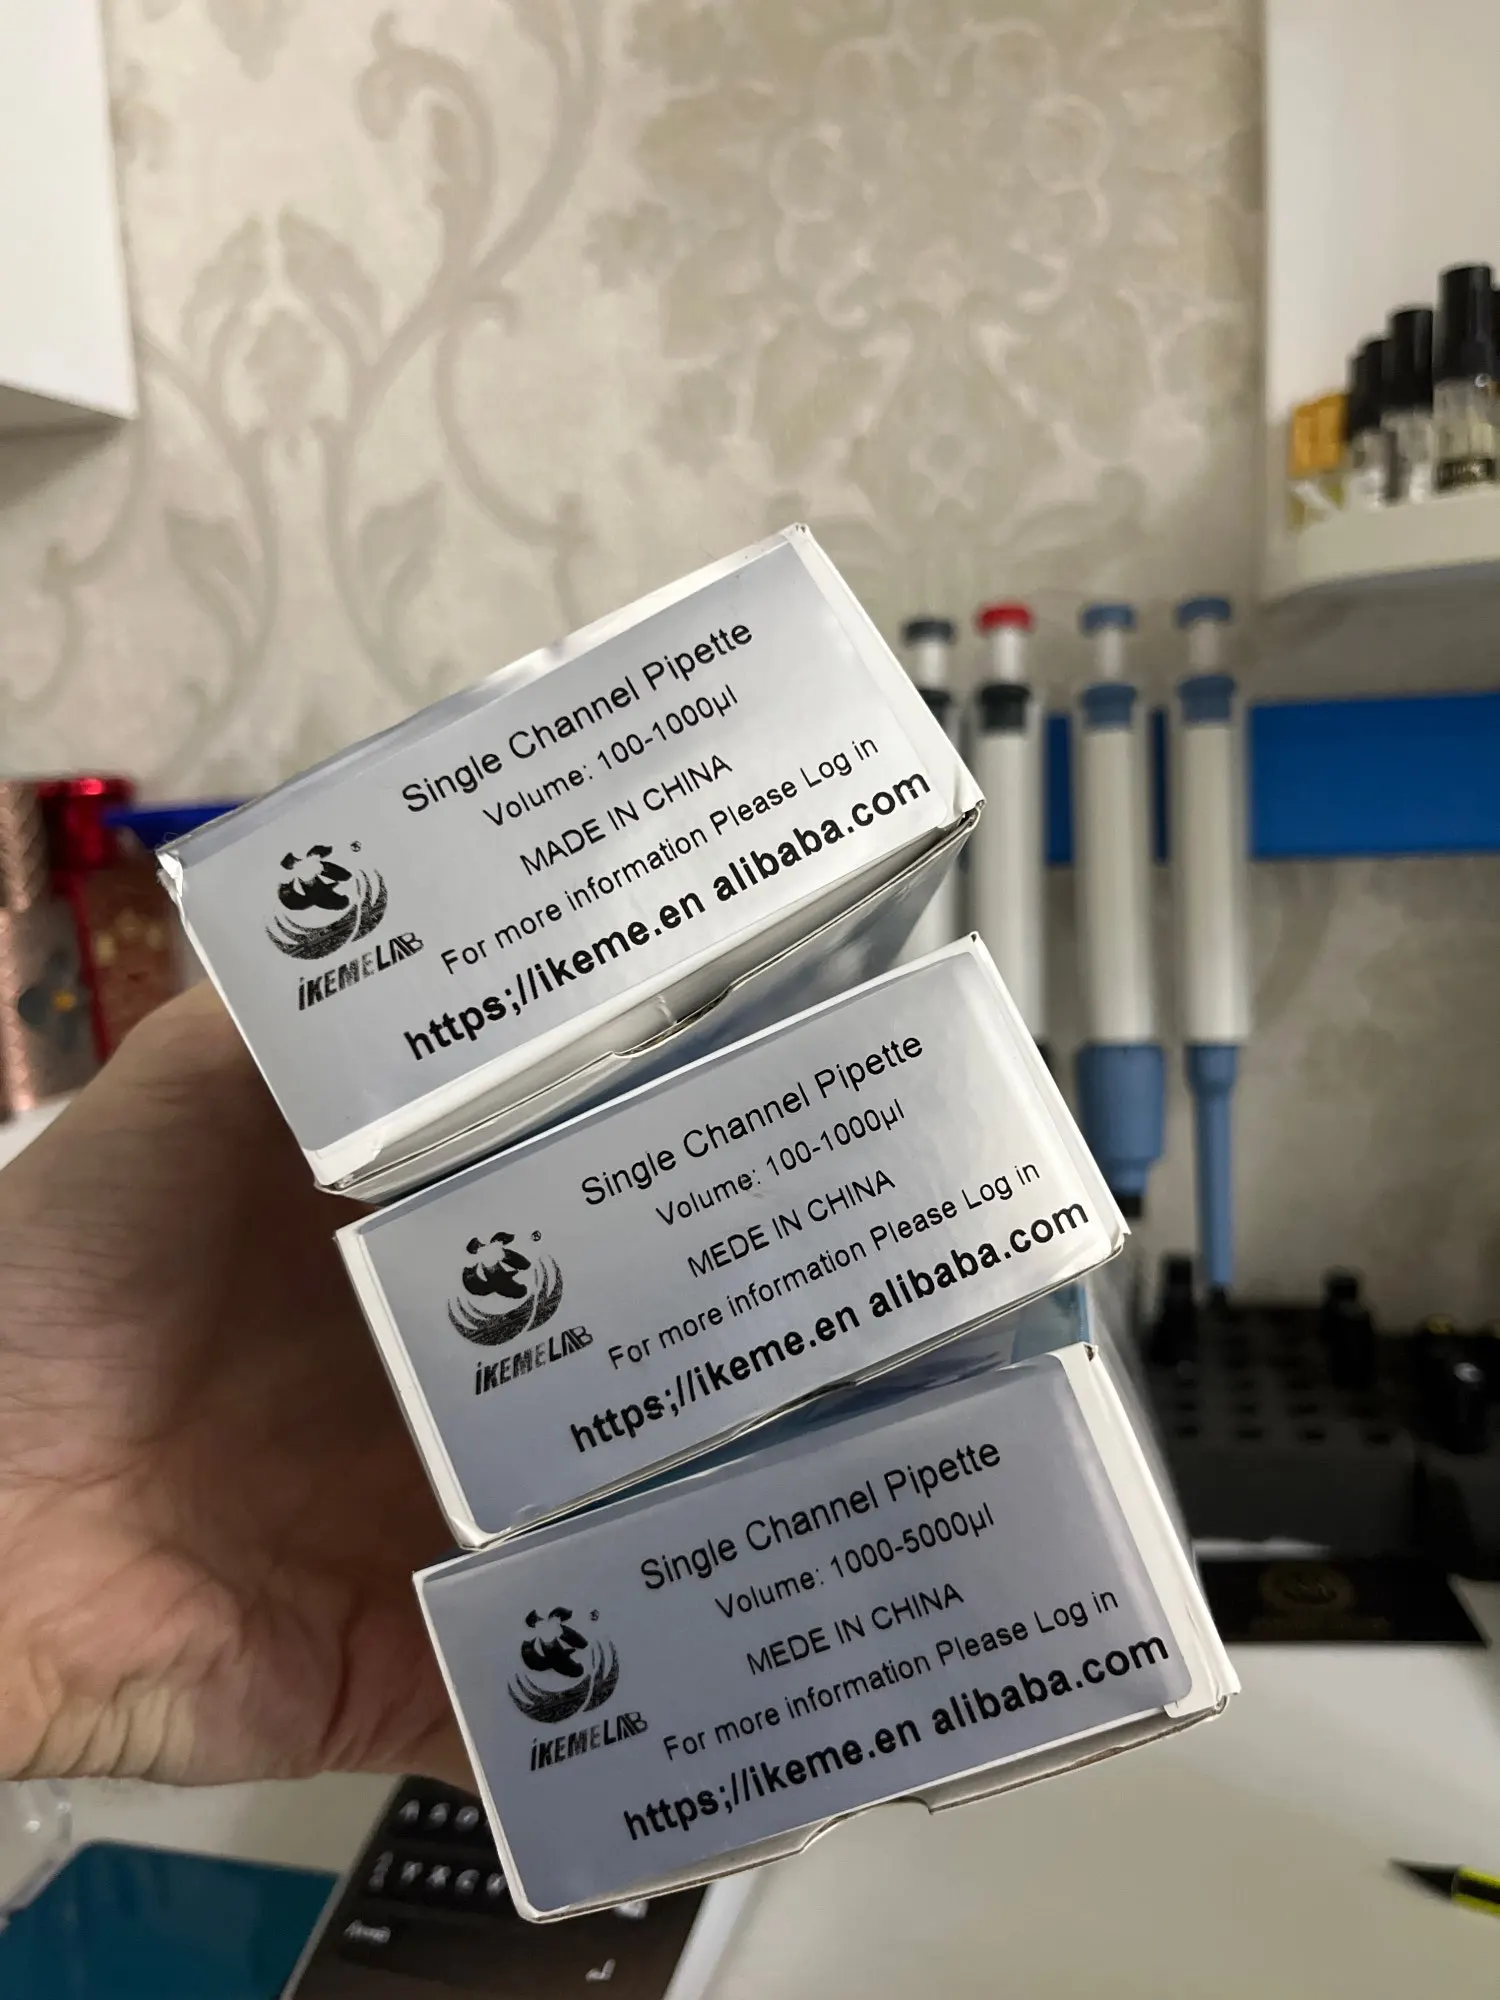 Single Channel Pipette
Volume: 100-1000µl
MADE IN CHINA
For more information Please Log in
https;//ikeme.en alibaba.com
®
iKEMELAB
Single Channel Pipette
Volume: 100-1000µl
MEDE IN CHINA
For more information Please Log in
https;//ikeme.en alibaba.com
®
iKEMELAB
Single Channel Pipette
Volume: 1000-5000µl
MEDE IN CHINA
For more information Please Log in
https;//ikeme.en alibaba.com
®
iKEMELAB